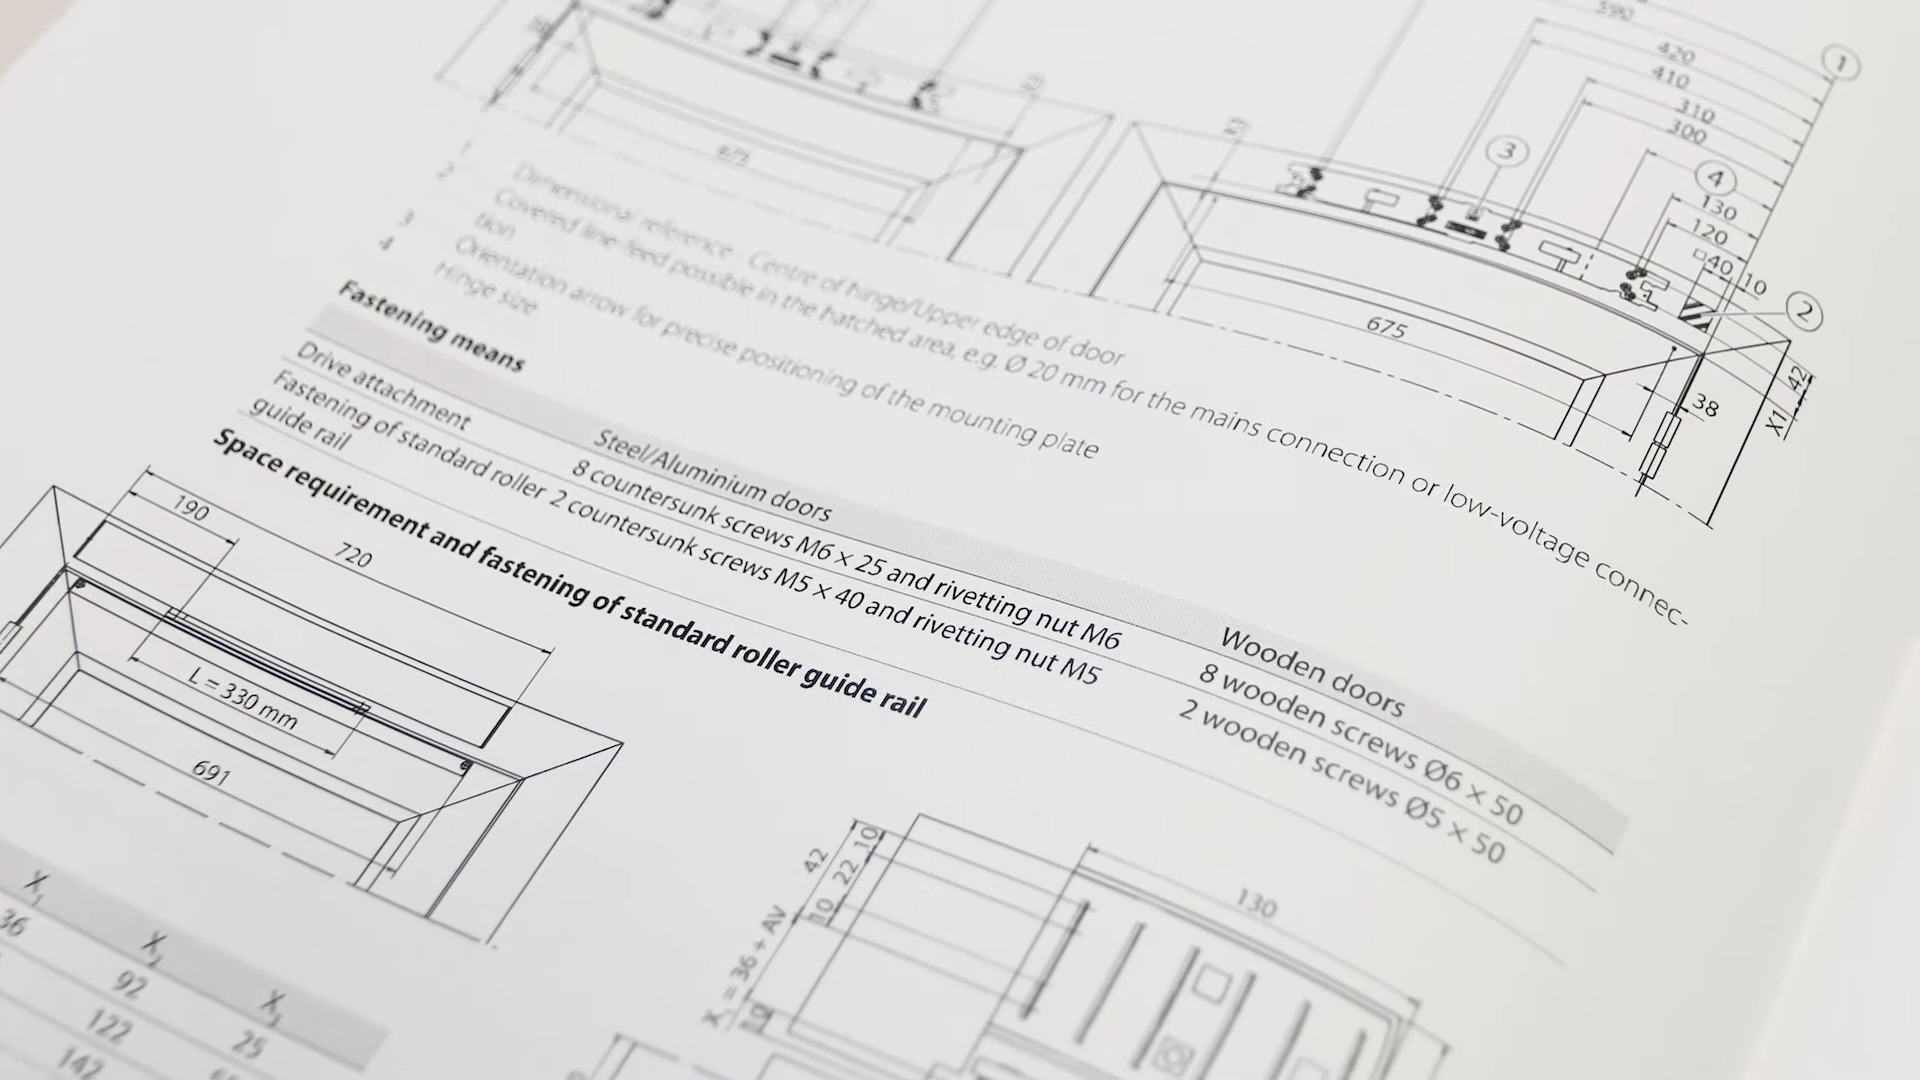 590
420
410
310
300
1
3
4
130
120
□40
10
2
675
38
42
X1
1 Dimensional reference - Centre of hinge/Upper edge of door
2 Covered line-feed possible in the hatched area, e.g. Ø 20 mm for the mains connection or low-voltage connec-
tion
3 Orientation arrow for precise positioning of the mounting plate
4 Hinge size
Fastening means
Steel/Aluminium doors Wooden doors
Drive attachment 8 countersunk screws M6 × 25 and rivetting nut M6 8 wooden screws Ø6 × 50
Fastening of standard roller 2 countersunk screws M5 × 40 and rivetting nut M5 2 wooden screws Ø5 × 50
guide rail
Space requirement and fastening of standard roller guide rail
190
720
L = 330 mm
691
X1 X2 X3
36 92 25
122
142
42
10
22
10
X1 = 36 + AV
10
130